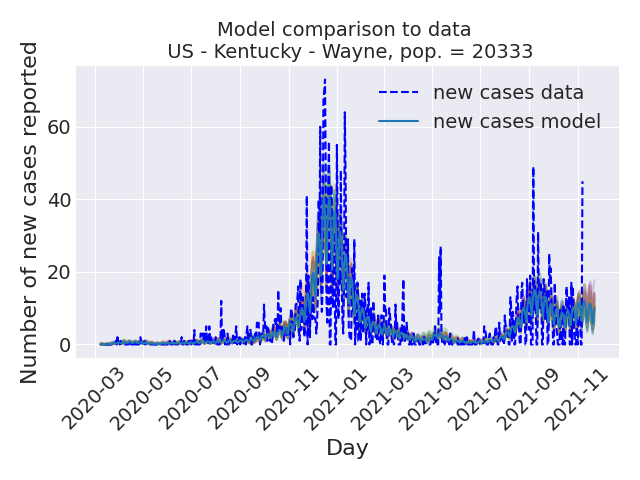 Model comparison to data
US - Kentucky - Wayne, pop. = 20333
Number of new cases reported
60
40
20
0
new cases data
new cases model
2020-03
2020-05
2020-07
2020-09
2020-11
2021-01
2021-03
2021-05
2021-07
2021-09
2021-11
Day